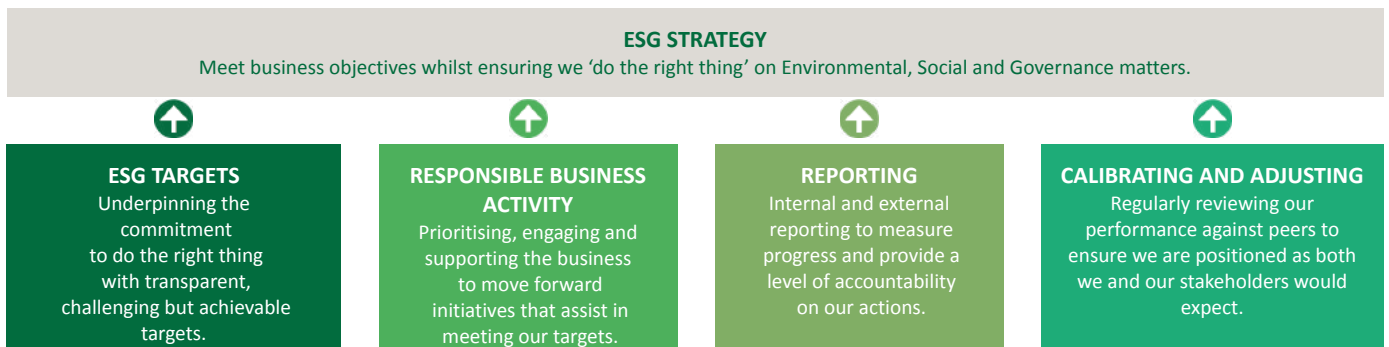 ESG STRATEGY
Meet business objectives whilst ensuring we ‘do the right thing’ on Environmental, Social and Governance matters.
ESG TARGETS
Underpinning the
commitment
to do the right thing
with transparent,
challenging but achievable
targets.
RESPONSIBLE BUSINESS
ACTIVITY
Prioritising, engaging and
supporting the business
to move forward
initiatives that assist in
meeting our targets.
REPORTING
Internal and external
reporting to measure
progress and provide a
level of accountability
on our actions.
CALIBRATING AND ADJUSTING
Regularly reviewing our
performance against peers to
ensure we are positioned as both
we and our stakeholders would
expect.